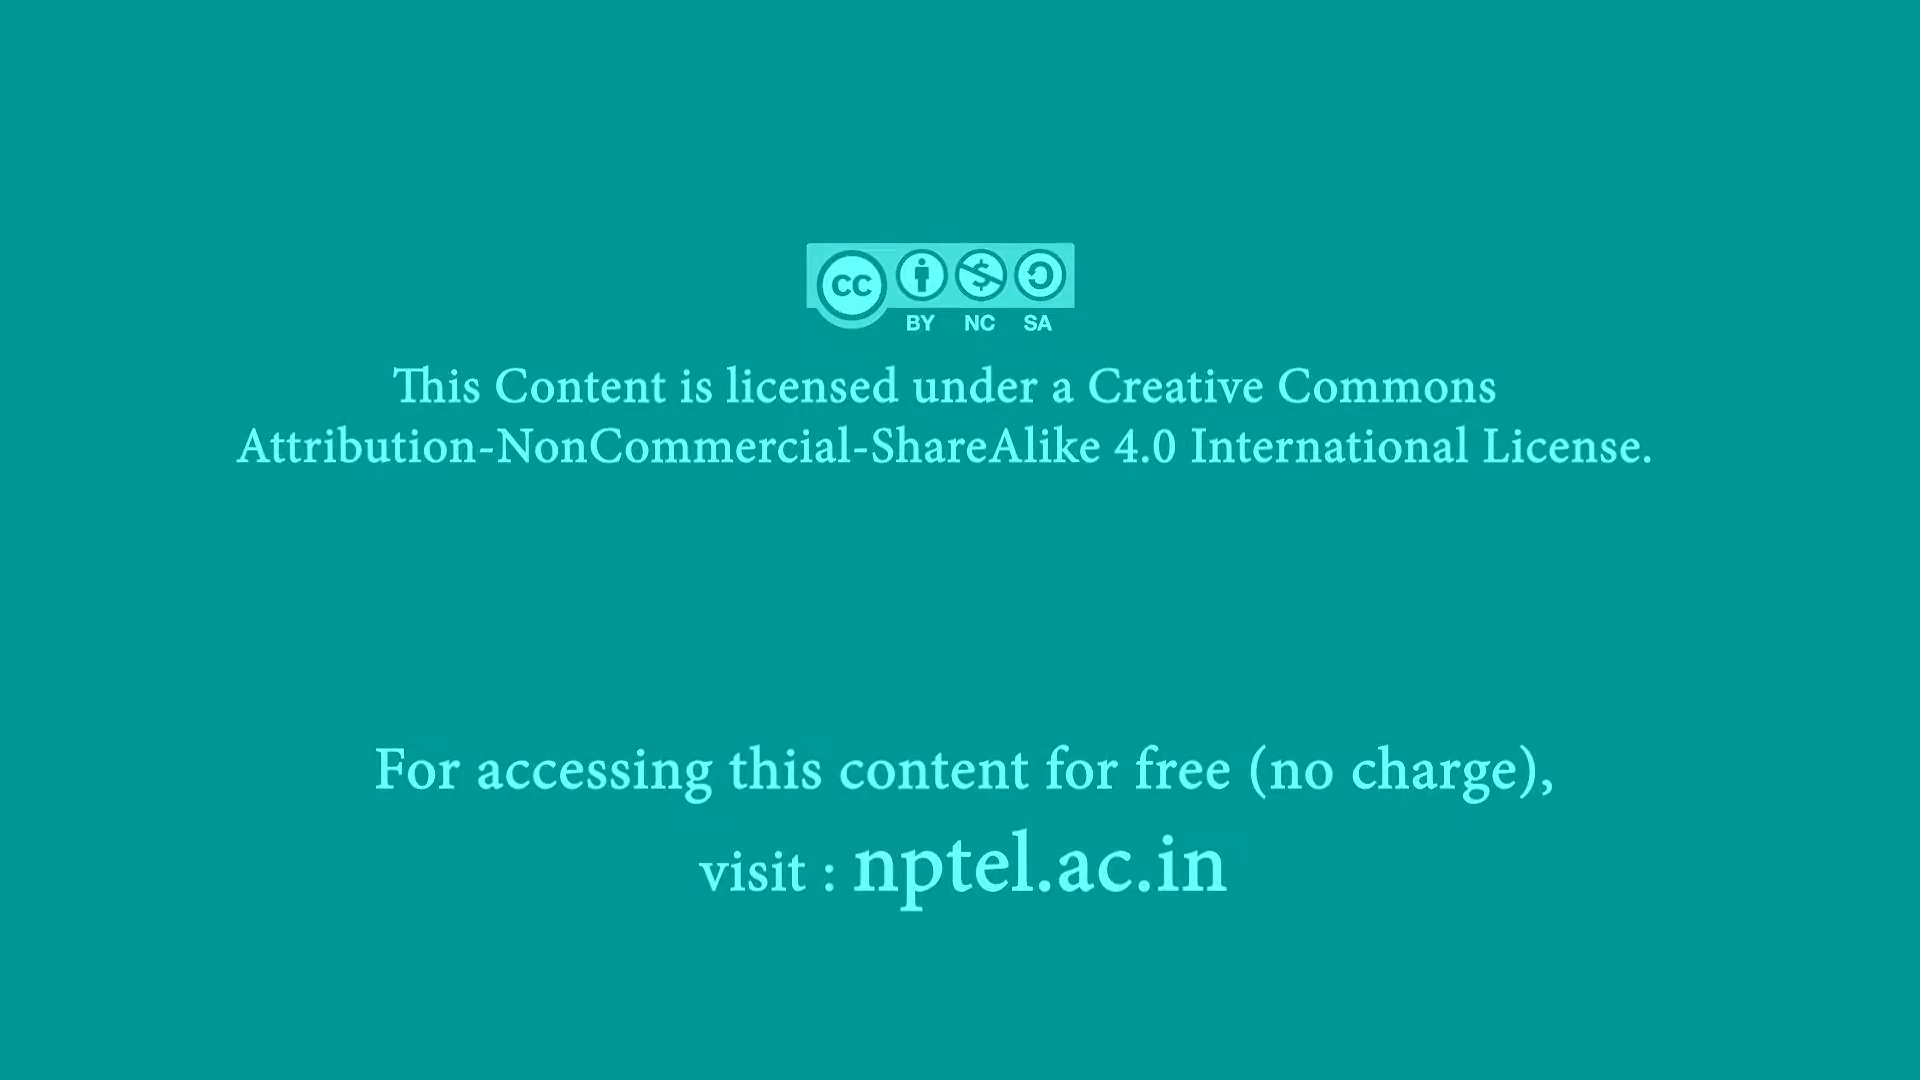 cc
BY NC SA
This Content is licensed under a Creative Commons
Attribution-NonCommercial-ShareAlike 4.0 International License.
For accessing this content for free (no charge),
visit : nptel.ac.in